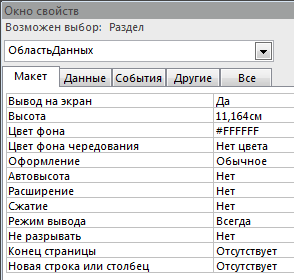 Окно свойств
Возможен выбор: Раздел
ОбластьДанных
Макет Данные События Другие Все
Вывод на экран Да
Высота 11,164см
Цвет фона #FFFFFF
Цвет фона чередования Нет цвета
Оформление Обычное
Автовысота Нет
Расширение Нет
Сжатие Нет
Режим вывода Всегда
Не разрывать Нет
Конец страницы Отсутствует
Новая строка или столбец Отсутствует